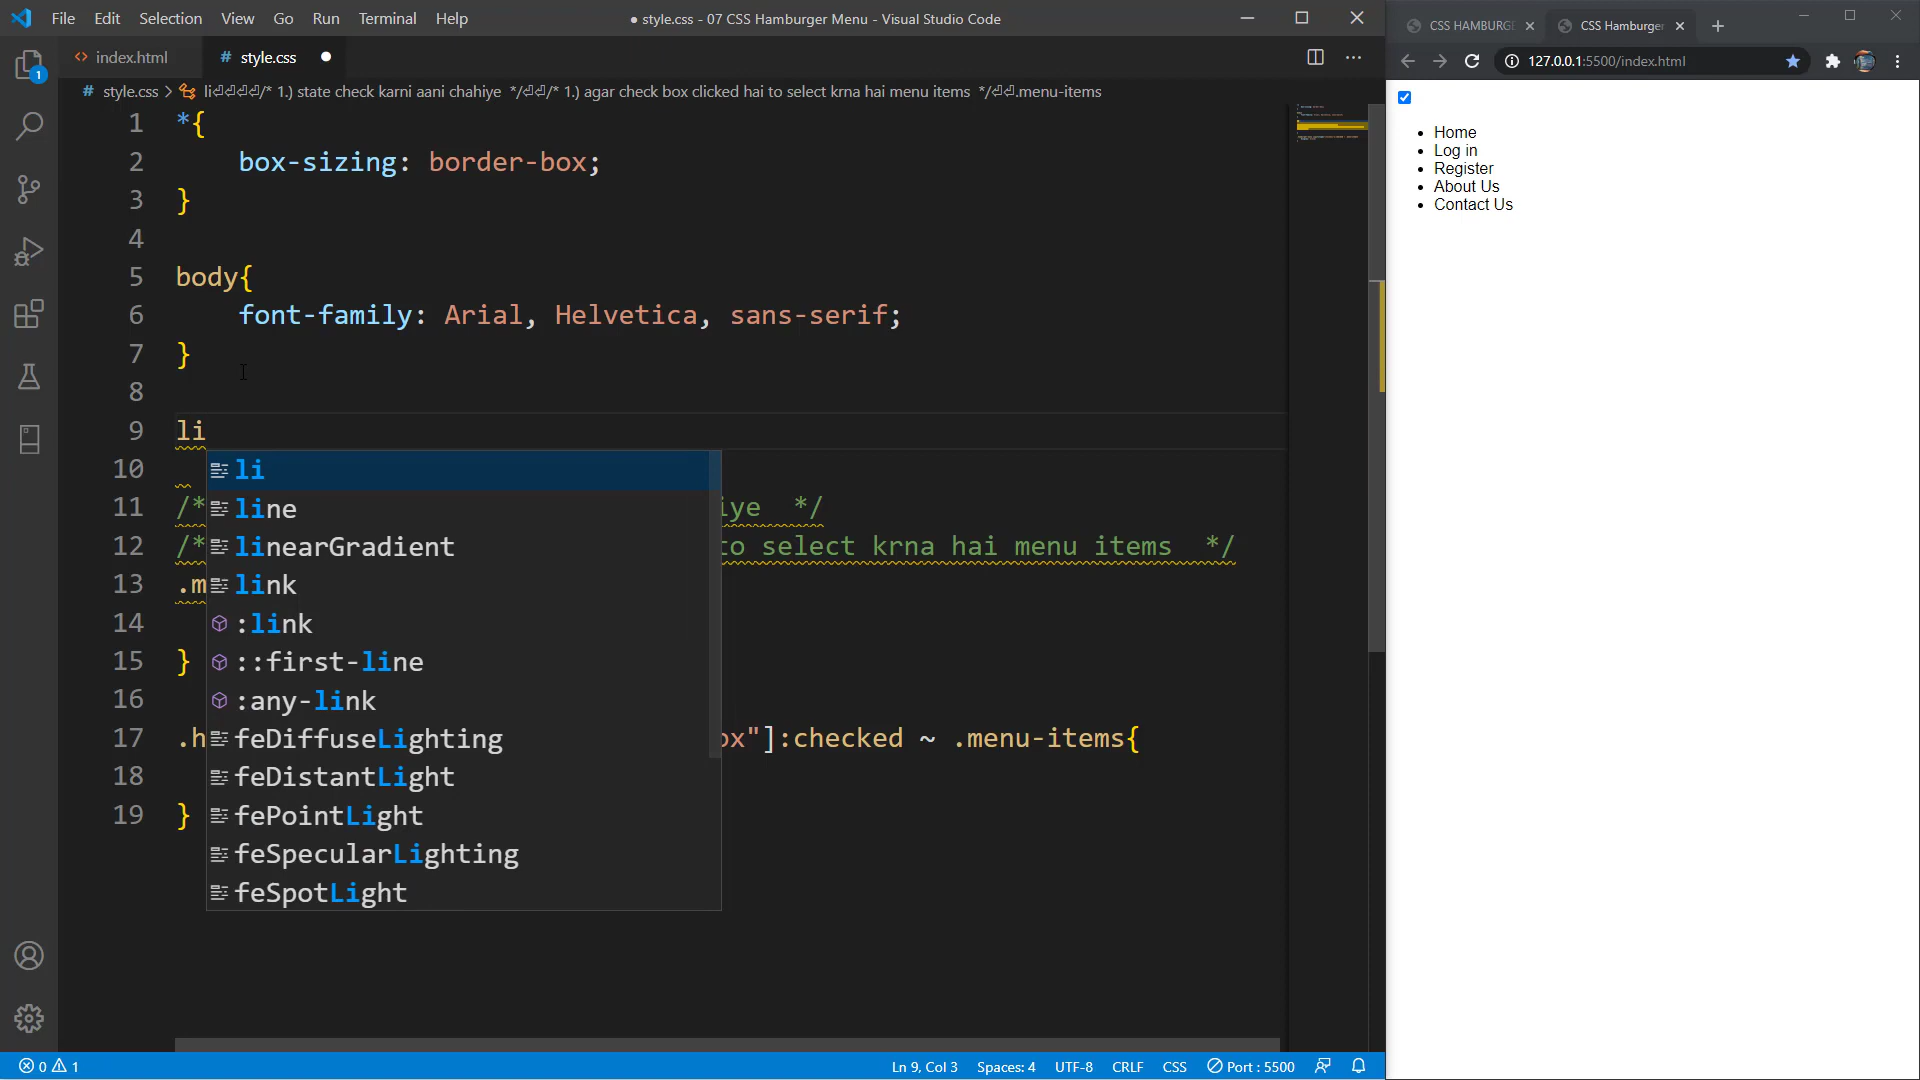 File Edit Selection View Go Run Terminal Help
● style.css - 07 CSS Hamburger Menu - Visual Studio Code
index.html
# style.css
# style.css > li⏎⏎⏎⏎/* 1.) state check karni aani chahiye */⏎⏎/* 1.) agar check box clicked hai to select krna hai menu items */⏎⏎.menu-items
1 *{
2 box-sizing: border-box;
3 }
4
5 body{
6 font-family: Arial, Helvetica, sans-serif;
7 }
8
9 li
10
11 /* iye */
12 /* to select krna hai menu items */
13 .m
14
15 }
16
17 .h ox"]:checked ~ .menu-items{
18
19 }
li
line
linearGradient
link
:link
::first-line
:any-link
feDiffuseLighting
feDistantLight
fePointLight
feSpecularLighting
feSpotLight
1
0 1
Ln 9, Col 3 Spaces: 4 UTF-8 CRLF CSS Port : 5500
CSS HAMBURGE
CSS Hamburger
127.0.0.1:5500/index.html
• Home
• Log in
• Register
• About Us
• Contact Us